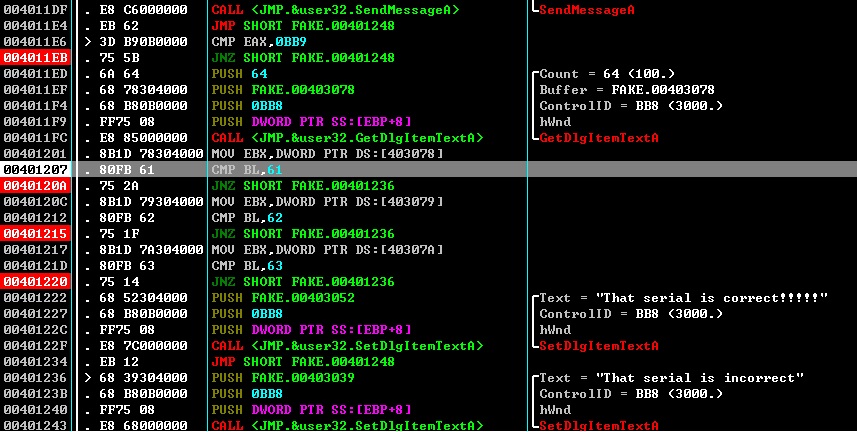 004011DF . E8 C6000000 CALL <JMP.&user32.SendMessageA> SendMessageA
004011E4 . EB 62 JMP SHORT FAKE.00401248
004011E6 > 3D B90B0000 CMP EAX,0BB9
004011EB . 75 5B JNZ SHORT FAKE.00401248
004011ED . 6A 64 PUSH 64 Count = 64 (100.)
004011EF . 68 78304000 PUSH FAKE.00403078 Buffer = FAKE.00403078
004011F4 . 68 B80B0000 PUSH 0BB8 ControlID = BB8 (3000.)
004011F9 . FF75 08 PUSH DWORD PTR SS:[EBP+8] hWnd
004011FC . E8 85000000 CALL <JMP.&user32.GetDlgItemTextA> GetDlgItemTextA
00401201 . 8B1D 78304000 MOV EBX,DWORD PTR DS:[403078]
00401207 . 80FB 61 CMP BL,61
0040120A . 75 2A JNZ SHORT FAKE.00401236
0040120C . 8B1D 79304000 MOV EBX,DWORD PTR DS:[403079]
00401212 . 80FB 62 CMP BL,62
00401215 . 75 1F JNZ SHORT FAKE.00401236
00401217 . 8B1D 7A304000 MOV EBX,DWORD PTR DS:[40307A]
0040121D . 80FB 63 CMP BL,63
00401220 . 75 14 JNZ SHORT FAKE.00401236
00401222 . 68 52304000 PUSH FAKE.00403052 Text = "That serial is correct!!!!!"
00401227 . 68 B80B0000 PUSH 0BB8 ControlID = BB8 (3000.)
0040122C . FF75 08 PUSH DWORD PTR SS:[EBP+8] hWnd
0040122F . E8 7C000000 CALL <JMP.&user32.SetDlgItemTextA> SetDlgItemTextA
00401234 . EB 12 JMP SHORT FAKE.00401248
00401236 > 68 39304000 PUSH FAKE.00403039 Text = "That serial is incorrect"
0040123B . 68 B80B0000 PUSH 0BB8 ControlID = BB8 (3000.)
00401240 . FF75 08 PUSH DWORD PTR SS:[EBP+8] hWnd
00401243 . E8 68000000 CALL <JMP.&user32.SetDlgItemTextA> SetDlgItemTextA